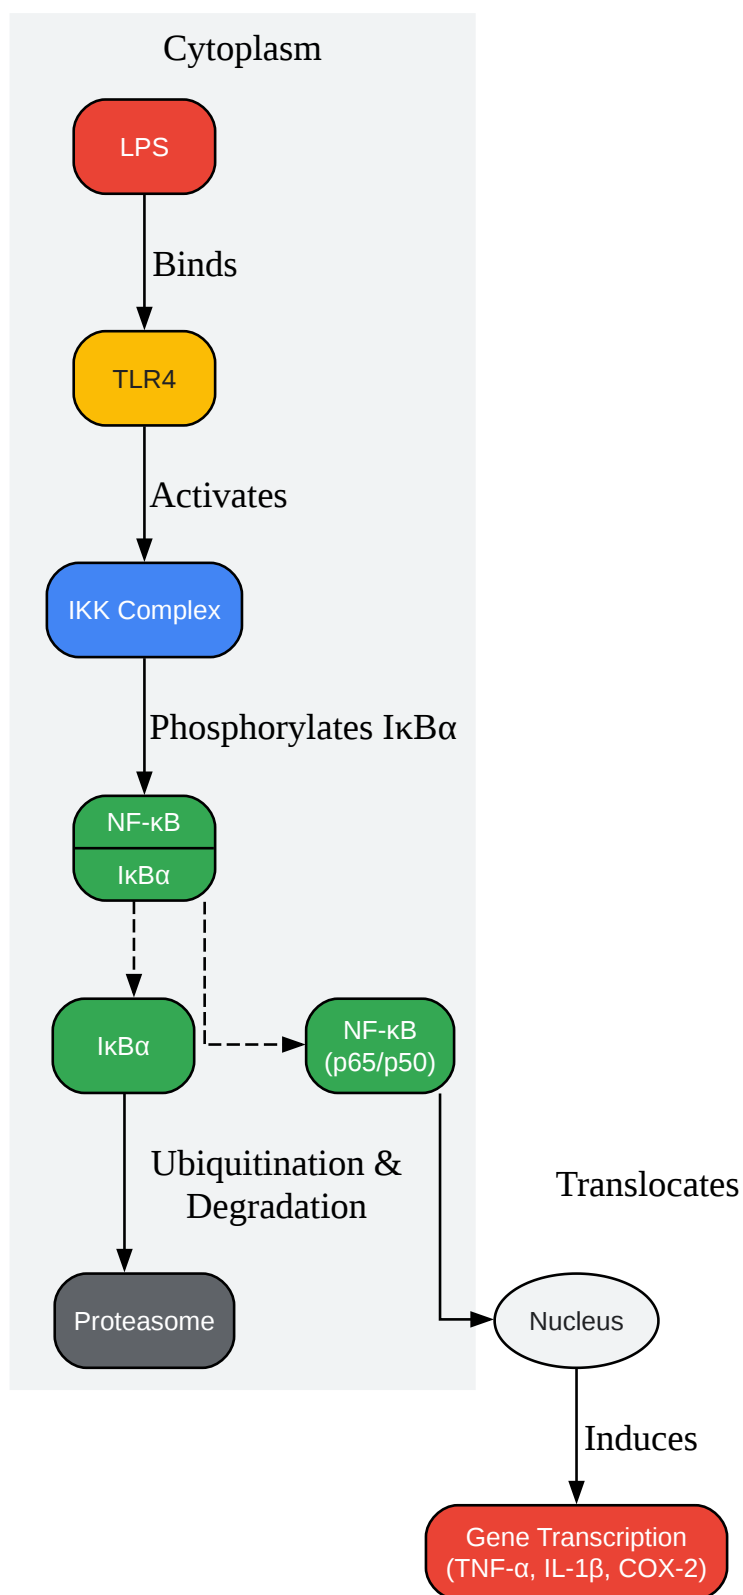 Cytoplasm
LPS
Binds
TLR4
Activates
IKK Complex
Phosphorylates IκBα
NF-κB
IκBα
IκBα
NF-κB
(p65/p50)
Ubiquitination &
Degradation
Translocates
Proteasome
Nucleus
Induces
Gene Transcription
(TNF-α, IL-1β, COX-2)